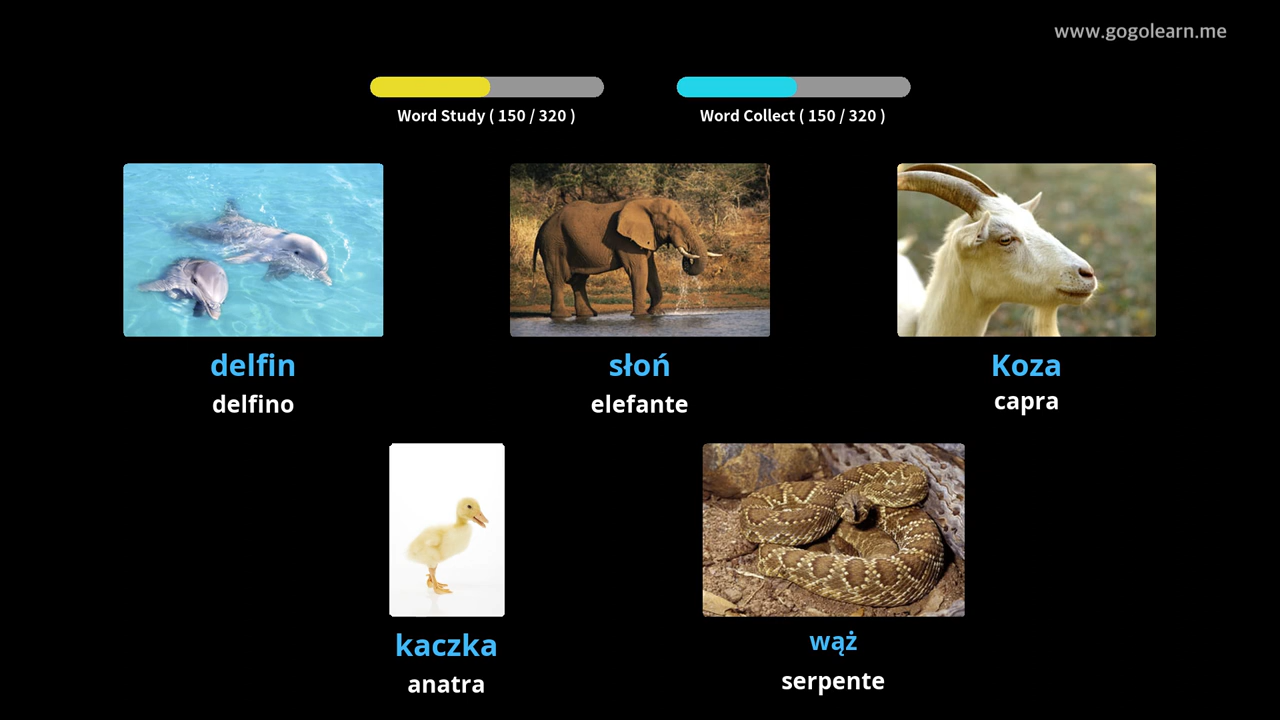 www.gogolearn.me
Word Study ( 150 / 320 )
Word Collect ( 150 / 320 )
delfin
delfino
słoń
elefante
Koza
capra
kaczka
anatra
wąż
serpente